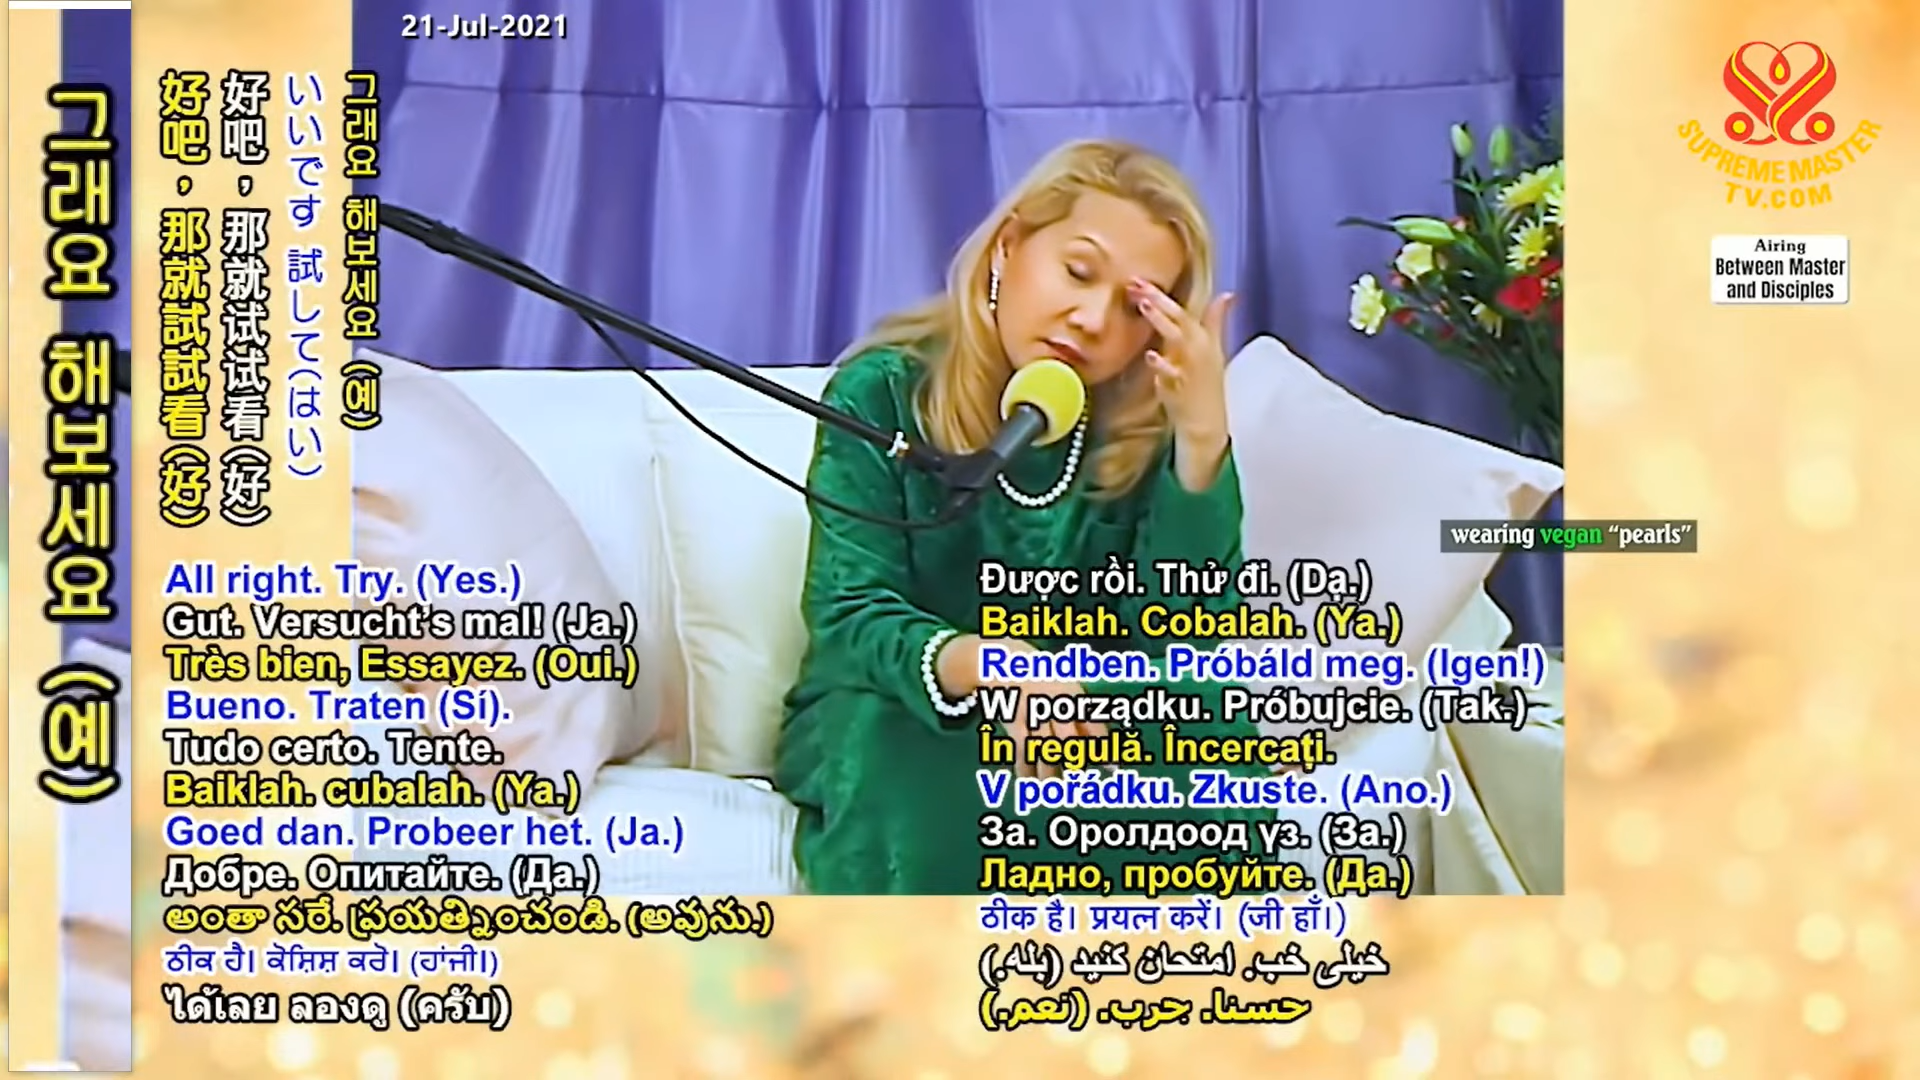 21-Jul-2021
SUPREME MASTER
TV.COM
Airing
Between Master
and Disciples
그래요 해보세요 (예)
好吧，那就試試看(好)
好吧，那就试试看(好)
いいです 試して(はい)
그래요 해보세요 (예)
wearing vegan “pearls”
All right. Try. (Yes.)
Gut. Versucht's mal! (Ja.)
Très bien, Essayez. (Oui.)
Bueno. Traten (Sí).
Tudo certo. Tente.
Baiklah. cubalah. (Ya.)
Goed dan. Probeer het. (Ja.)
Добре. Опитайте. (Да.)
అంతా సరే. ప్రయత్నించండి. (అవును.)
ਠੀਕ ਹੈ। ਕੋਸ਼ਿਸ਼ ਕਰੋ। (ਹਾਂਜੀ।)
ได้เลย ลองดู (ครับ)
Được rồi. Thử đi. (Dạ.)
Baiklah. Cobalah. (Ya.)
Rendben. Próbáld meg. (Igen!)
W porządku. Próbujcie. (Tak.)
În regulă. Încercați.
V pořádku. Zkuste. (Ano.)
За. Оролдоод үз. (За.)
Ладно, пробуйте. (Да.)
ठीक है। प्रयत्न करें। (जी हाँ।)
خیلی خب. امتحان کنید (بله.)
حسنا. جرب. (نعم.)